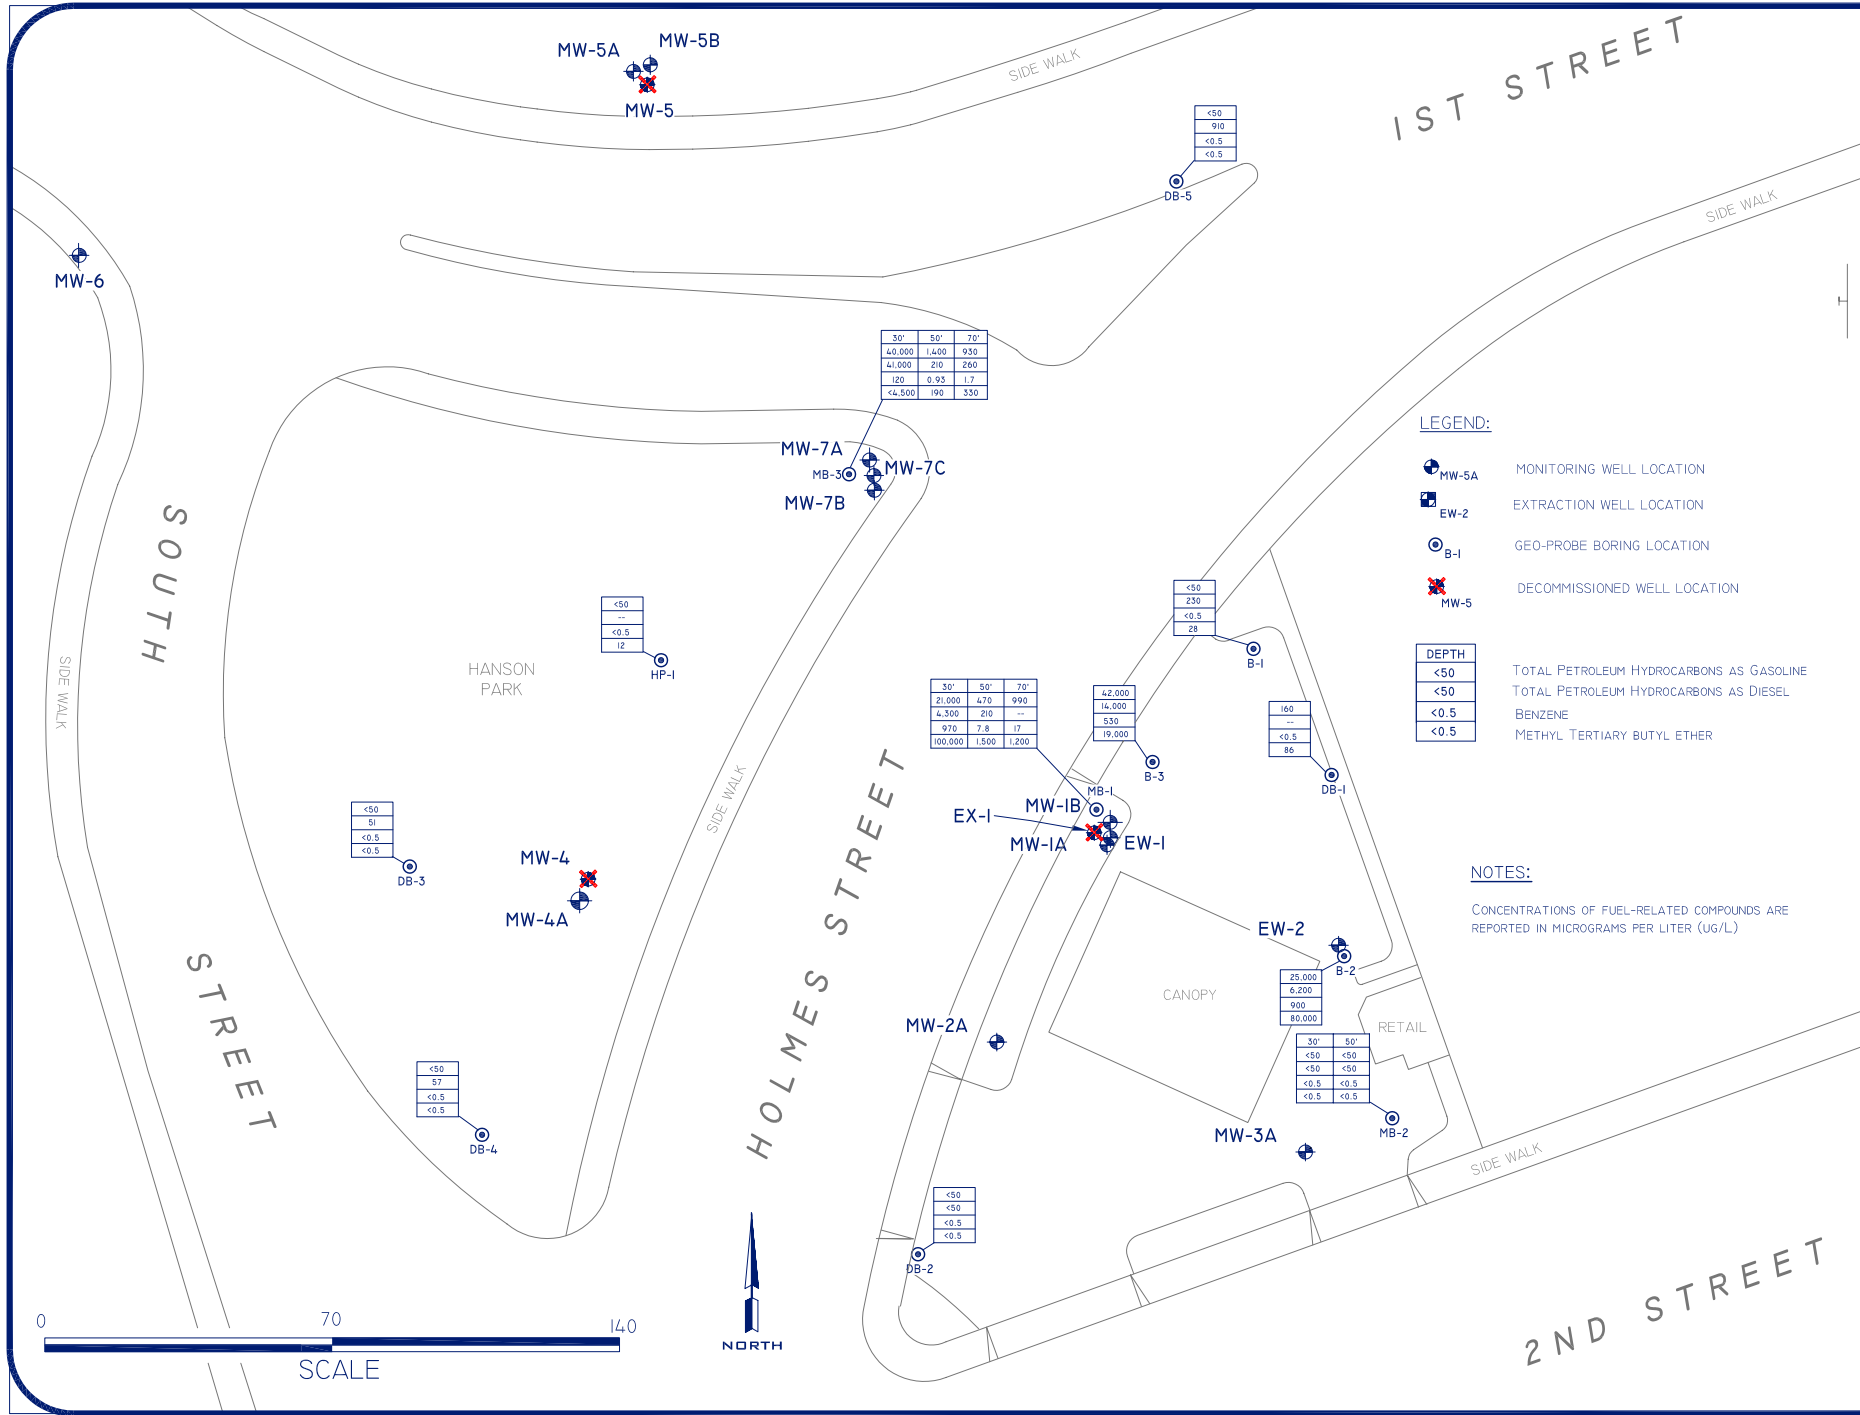 MW-5A
MW-5B
MW-5
SIDE WALK
1ST STREET
<50
910
<0.5
<0.5
DB-5
SIDE WALK
MW-6
30' 50' 70'
40,000 1,400 930
41,000 210 260
120 0.93 1.7
<4,500 190 330
MW-7A
MB-3
MW-7C
MW-7B
LEGEND:
MW-5A MONITORING WELL LOCATION
EW-2 EXTRACTION WELL LOCATION
B-1 GEO-PROBE BORING LOCATION
MW-5 DECOMMISSIONED WELL LOCATION
DEPTH
<50 TOTAL PETROLEUM HYDROCARBONS AS GASOLINE
<50 TOTAL PETROLEUM HYDROCARBONS AS DIESEL
<0.5 BENZENE
<0.5 METHYL TERTIARY BUTYL ETHER
NOTES:
CONCENTRATIONS OF FUEL-RELATED COMPOUNDS ARE
REPORTED IN MICROGRAMS PER LITER (UG/L)
SOUTH
STREET
SIDE WALK
HANSON
PARK
<50
--
<0.5
12
HP-1
<50
230
<0.5
28
B-1
30' 50' 70'
21,000 470 990
4,300 210 --
970 7.8 17
100,000 1,500 1,200
MB-1
42,000
14,000
530
19,000
B-3
160
--
<0.5
86
DB-1
SIDE WALK
HOLMES STREET
MW-1B
EX-1
MW-1A
EW-1
<50
51
<0.5
<0.5
DB-3
MW-4
MW-4A
EW-2
B-2
25,000
6,200
900
80,000
CANOPY
RETAIL
MW-2A
30' 50'
<50 <50
<50 <50
<0.5 <0.5
<0.5 <0.5
MB-2
MW-3A
<50
57
<0.5
<0.5
DB-4
SIDE WALK
<50
<50
<0.5
<0.5
DB-2
2ND STREET
NORTH
0 70 140
SCALE